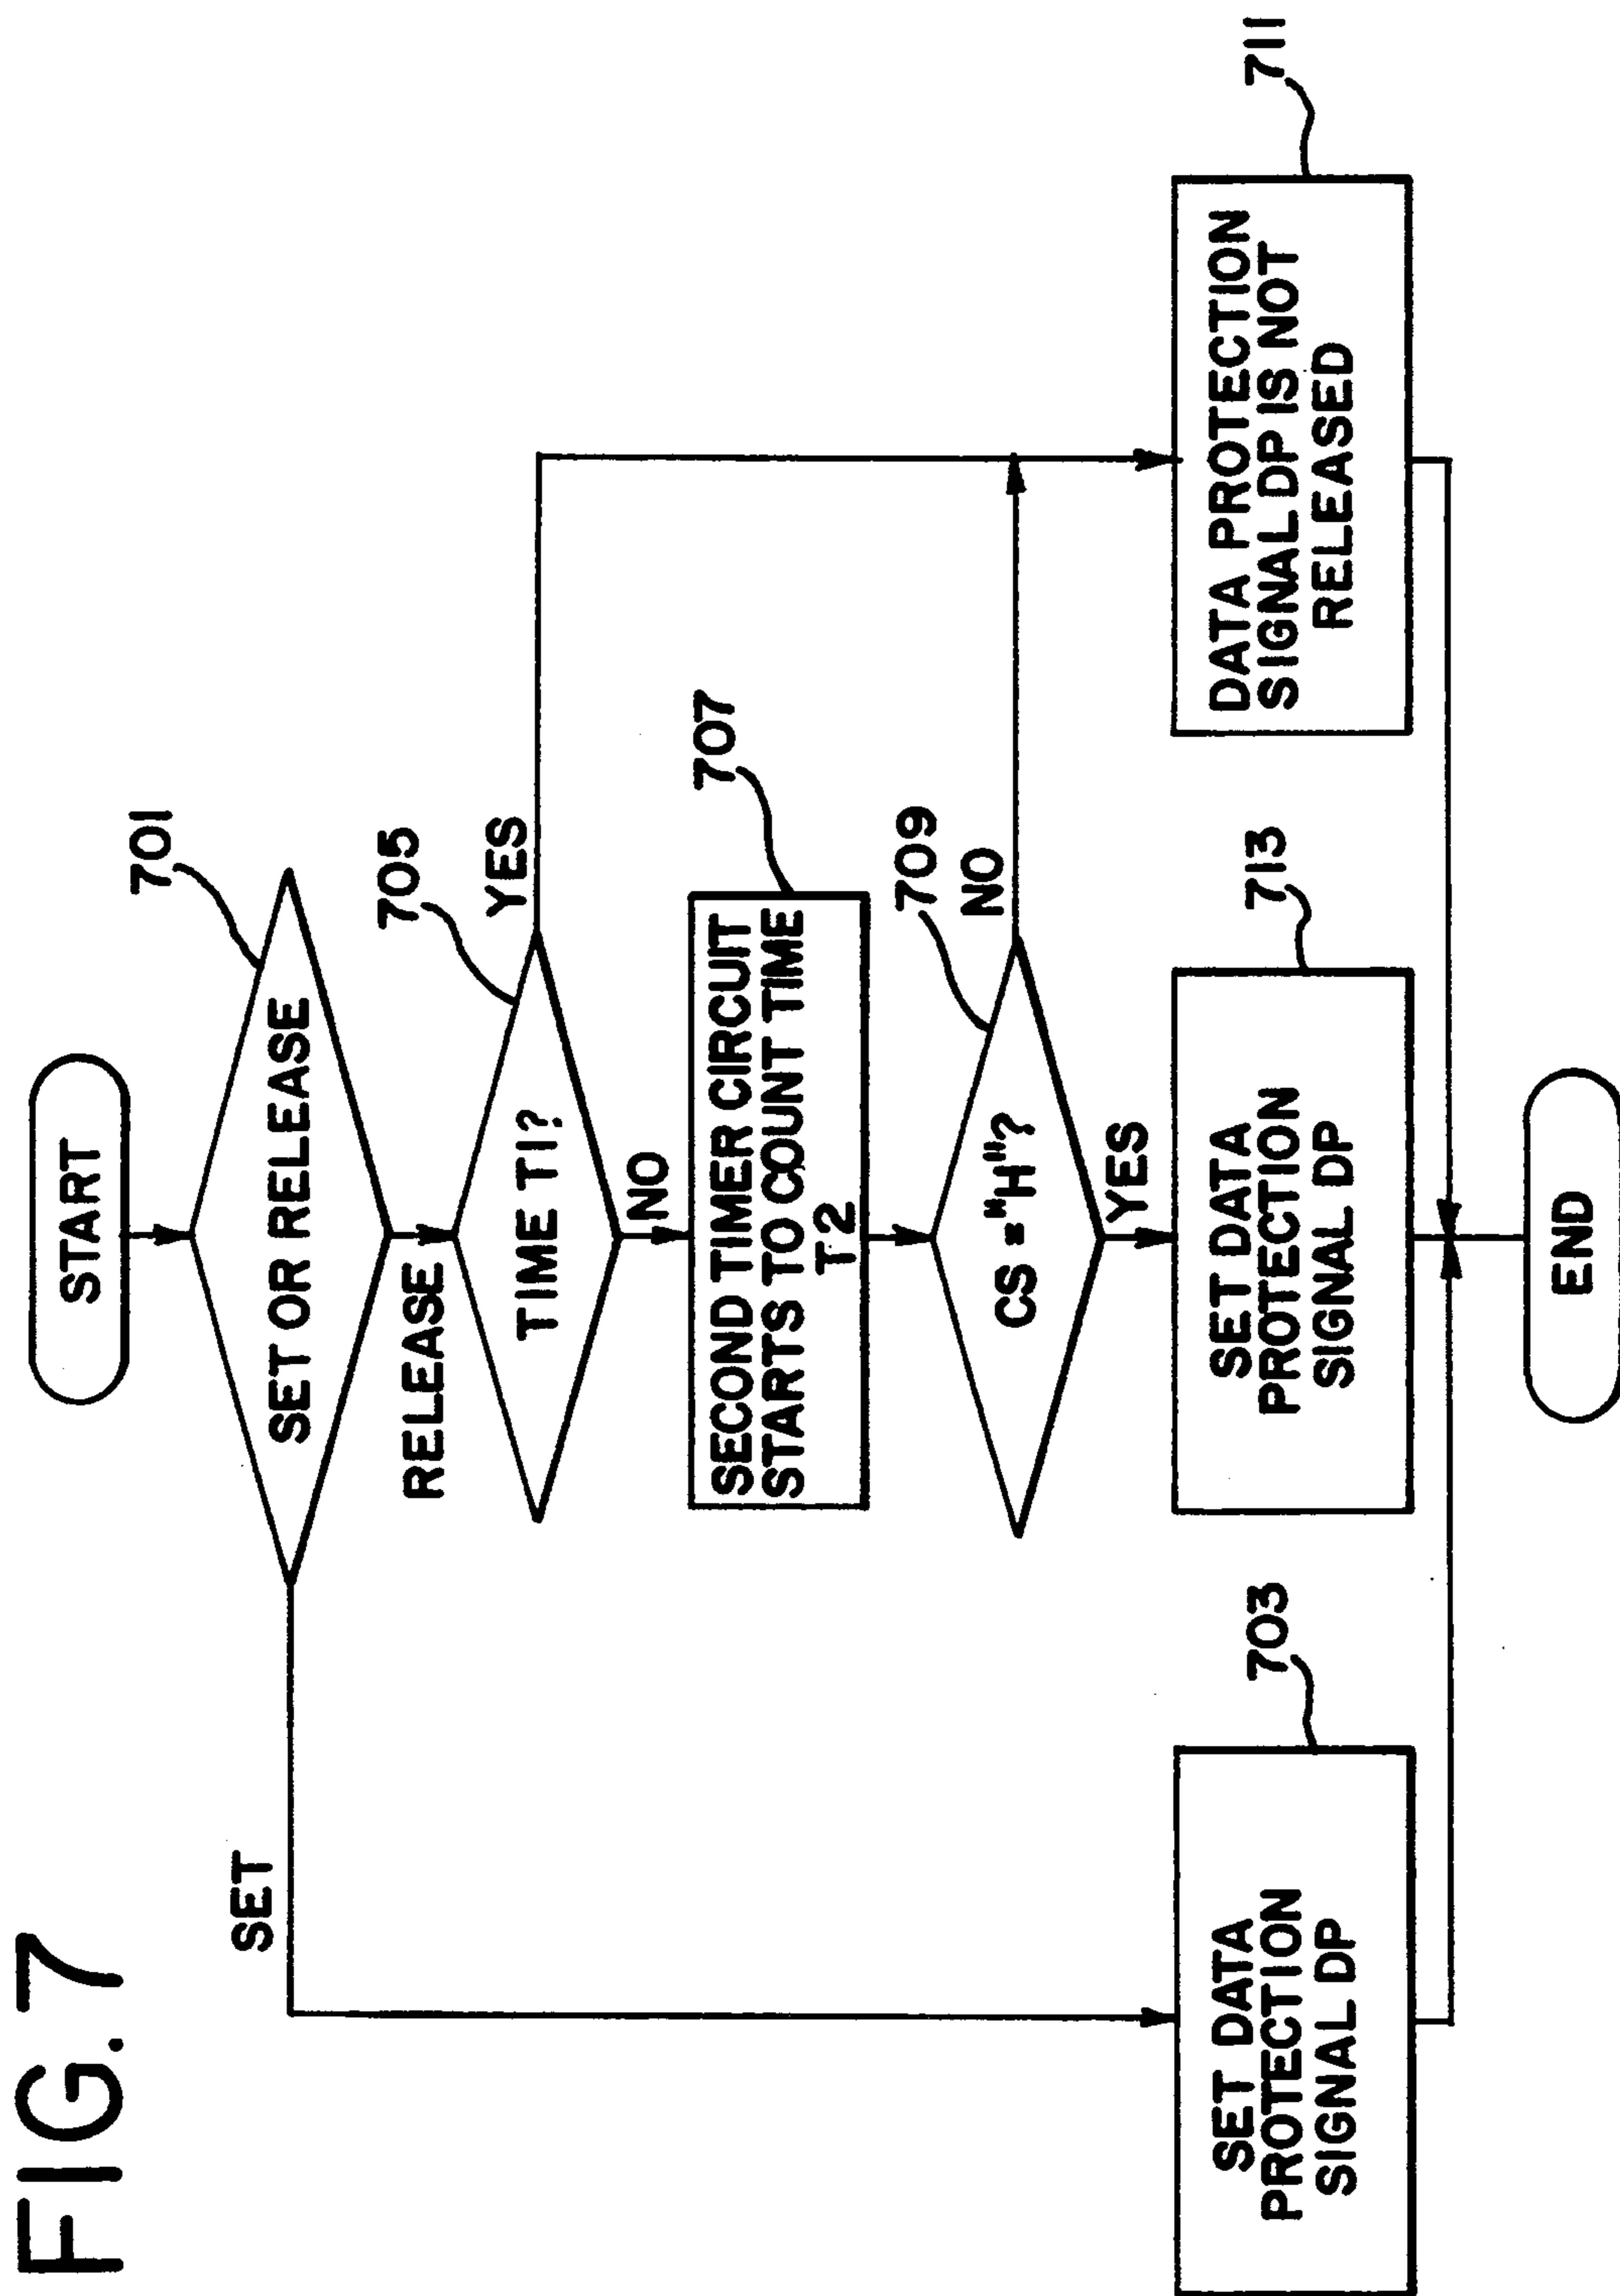 FIG. 7
START
701
SET OR RELEASE
SET
RELEASE
705
TIME T1?
YES
NO
707
SECOND TIMER CIRCUIT
STARTS TO COUNT TIME
T2
709
CS = "H"?
NO
YES
703
SET DATA
PROTECTION
SIGNAL DP
713
SET DATA
PROTECTION
SIGNAL DP
711
DATA PROTECTION
SIGNAL DP IS NOT
RELEASED
END